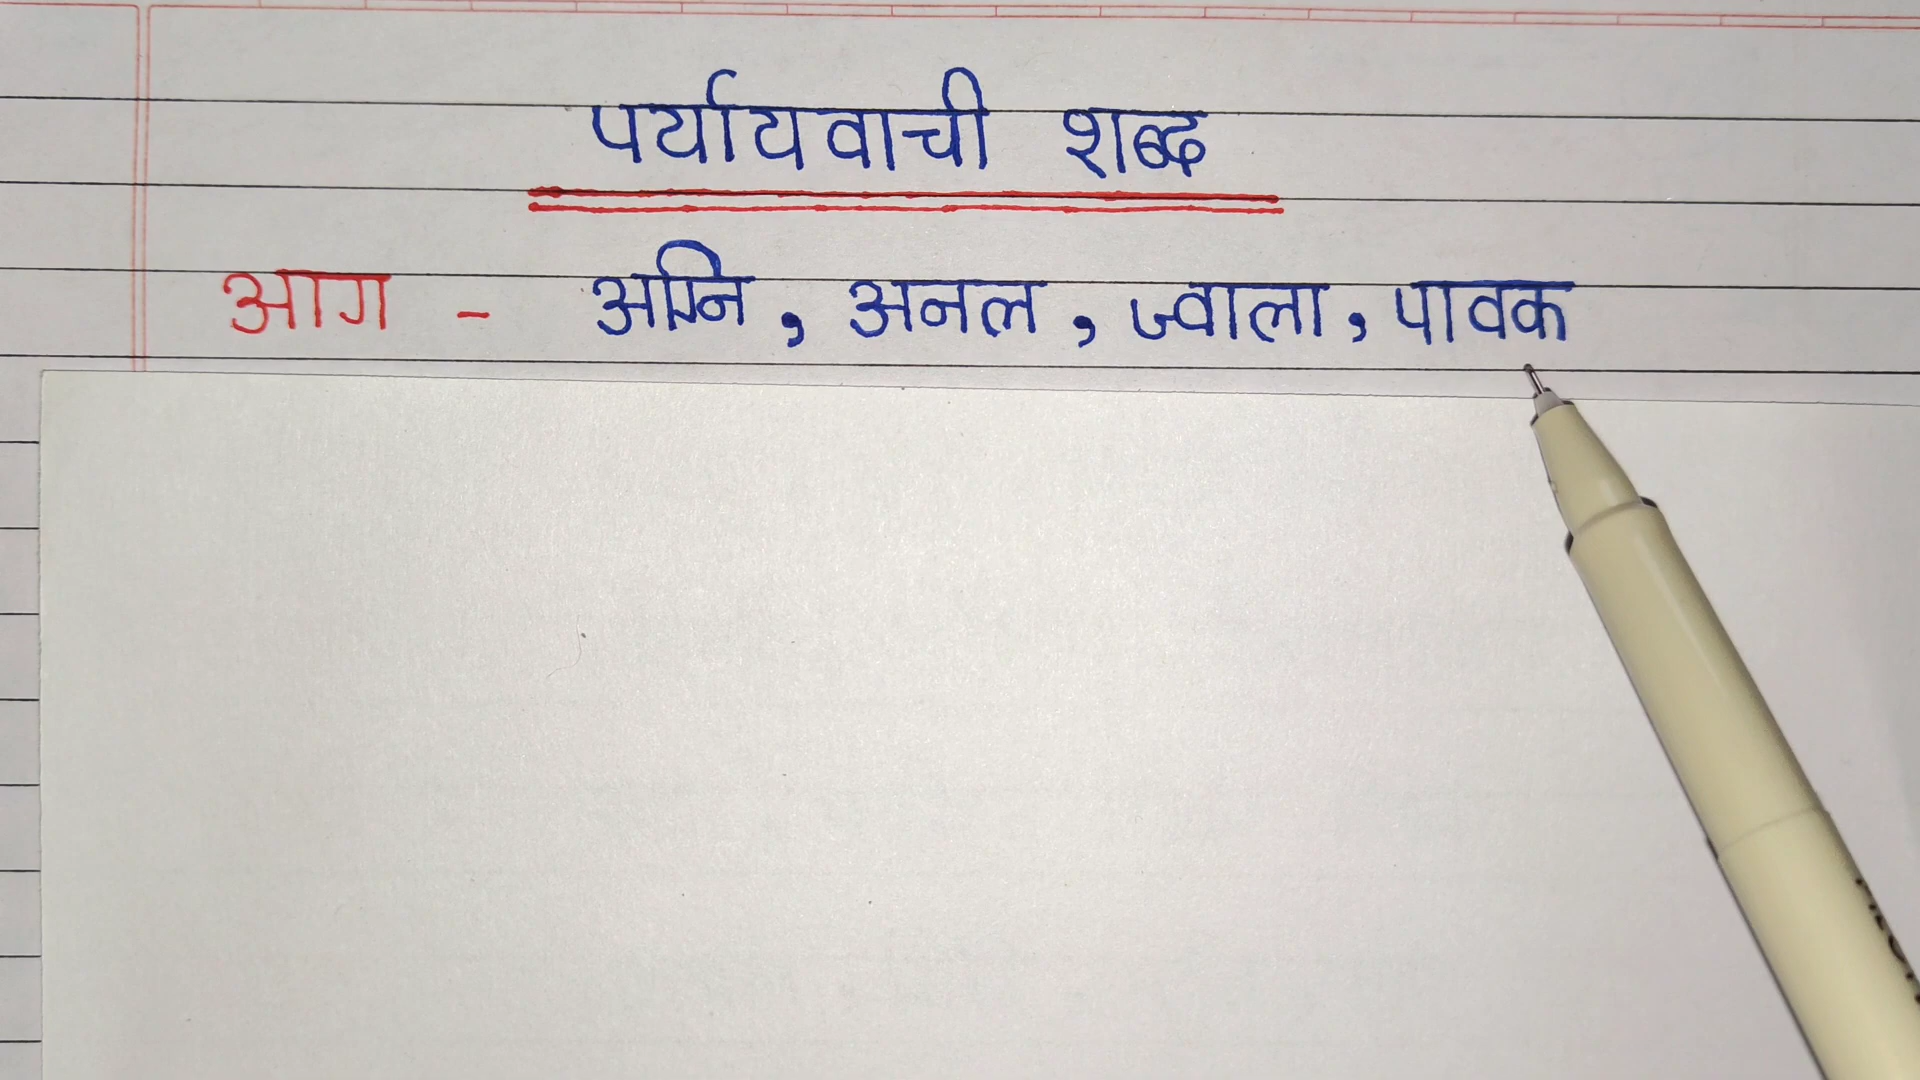 पर्यायवाची शब्द
आग - अग्नि, अनल, ज्वाला, पावक